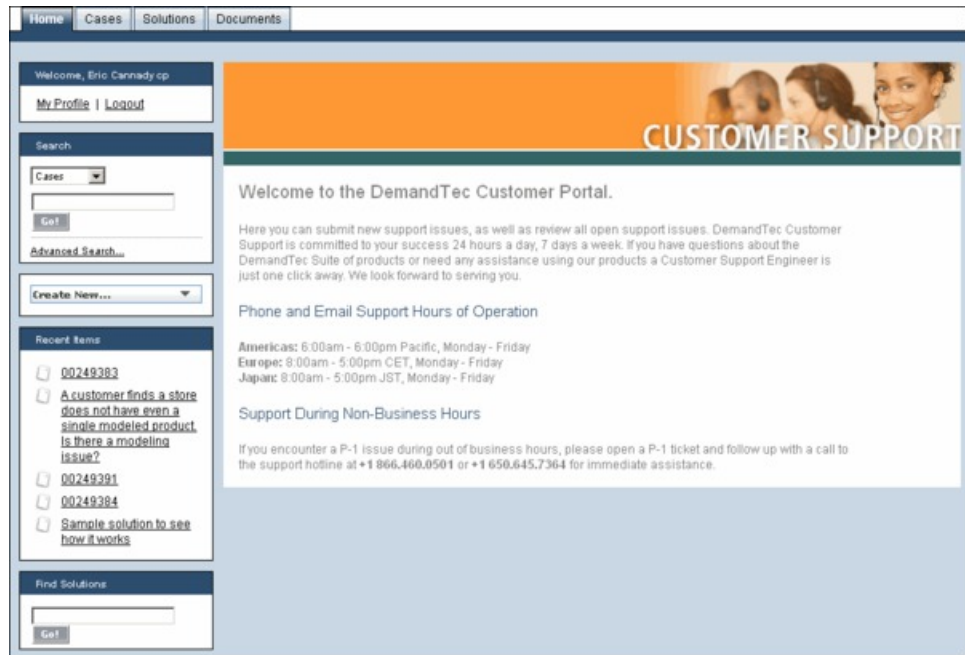 Home Cases Solutions Documents
Welcome, Eric Cannady cp
My Profile | Logout
Search
Cases
Go!
Advanced Search...
Create New...
Recent Items
00249383
A customer finds a store
does not have even a
single modeled product.
Is there a modeling
issue?
00249391
00249384
Sample solution to see
how it works
Find Solutions
Go!
CUSTOMER SUPPORT
Welcome to the DemandTec Customer Portal.
Here you can submit new support issues, as well as review all open support issues. DemandTec Customer
Support is committed to your success 24 hours a day, 7 days a week. If you have questions about the
DemandTec Suite of products or need any assistance using our products a Customer Support Engineer is
just one click away. We look forward to serving you.
Phone and Email Support Hours of Operation
Americas: 6:00am - 6:00pm Pacific, Monday - Friday
Europe: 8:00am - 5:00pm CET, Monday - Friday
Japan: 8:00am - 5:00pm JST, Monday - Friday
Support During Non-Business Hours
If you encounter a P-1 issue during out of business hours, please open a P-1 ticket and follow up with a call to
the support hotline at +1 866.460.0501 or +1 650.645.7364 for immediate assistance.